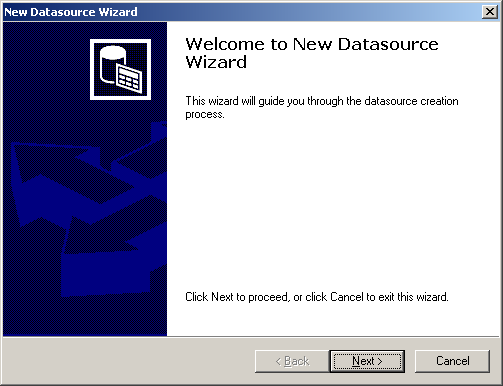 New Datasource Wizard
Welcome to New Datasource
Wizard
This wizard will guide you through the datasource creation
process.
Click Next to proceed, or click Cancel to exit this wizard.
< Back
Next >
Cancel